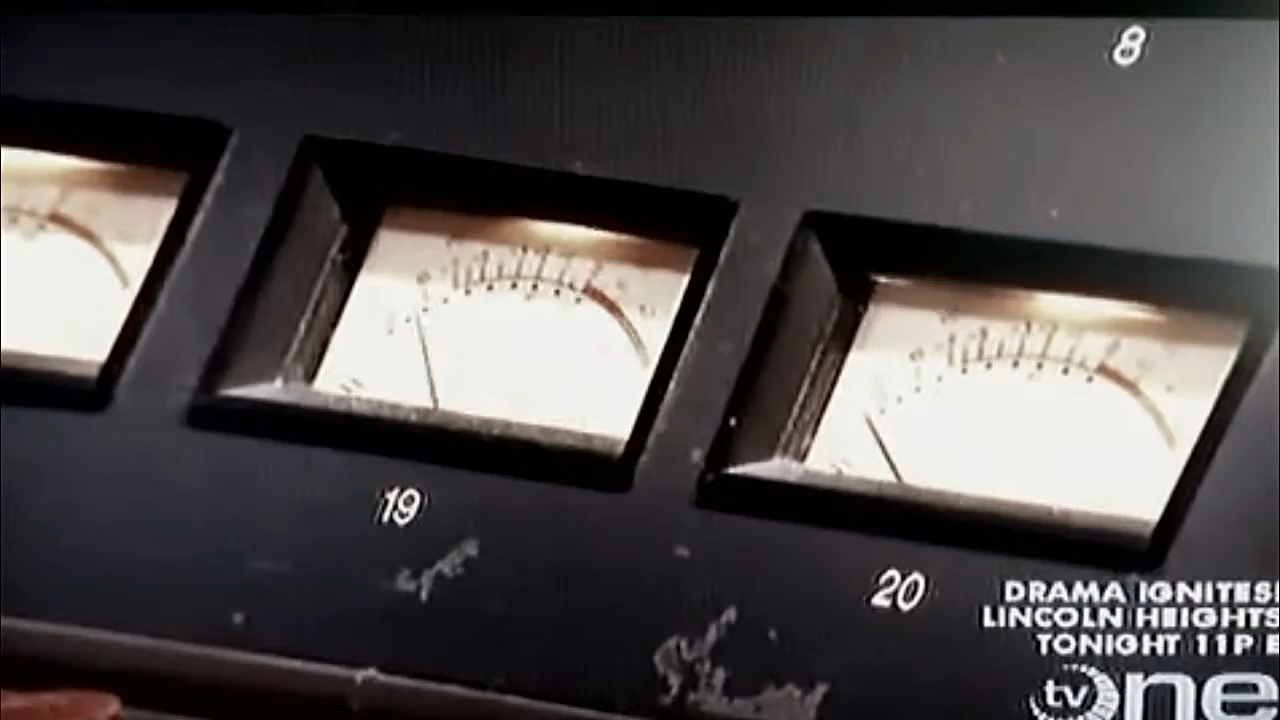 8
19
20
DRAMA IGNITES
LINCOLN HEIGHTS
TONIGHT 11P E
tv one